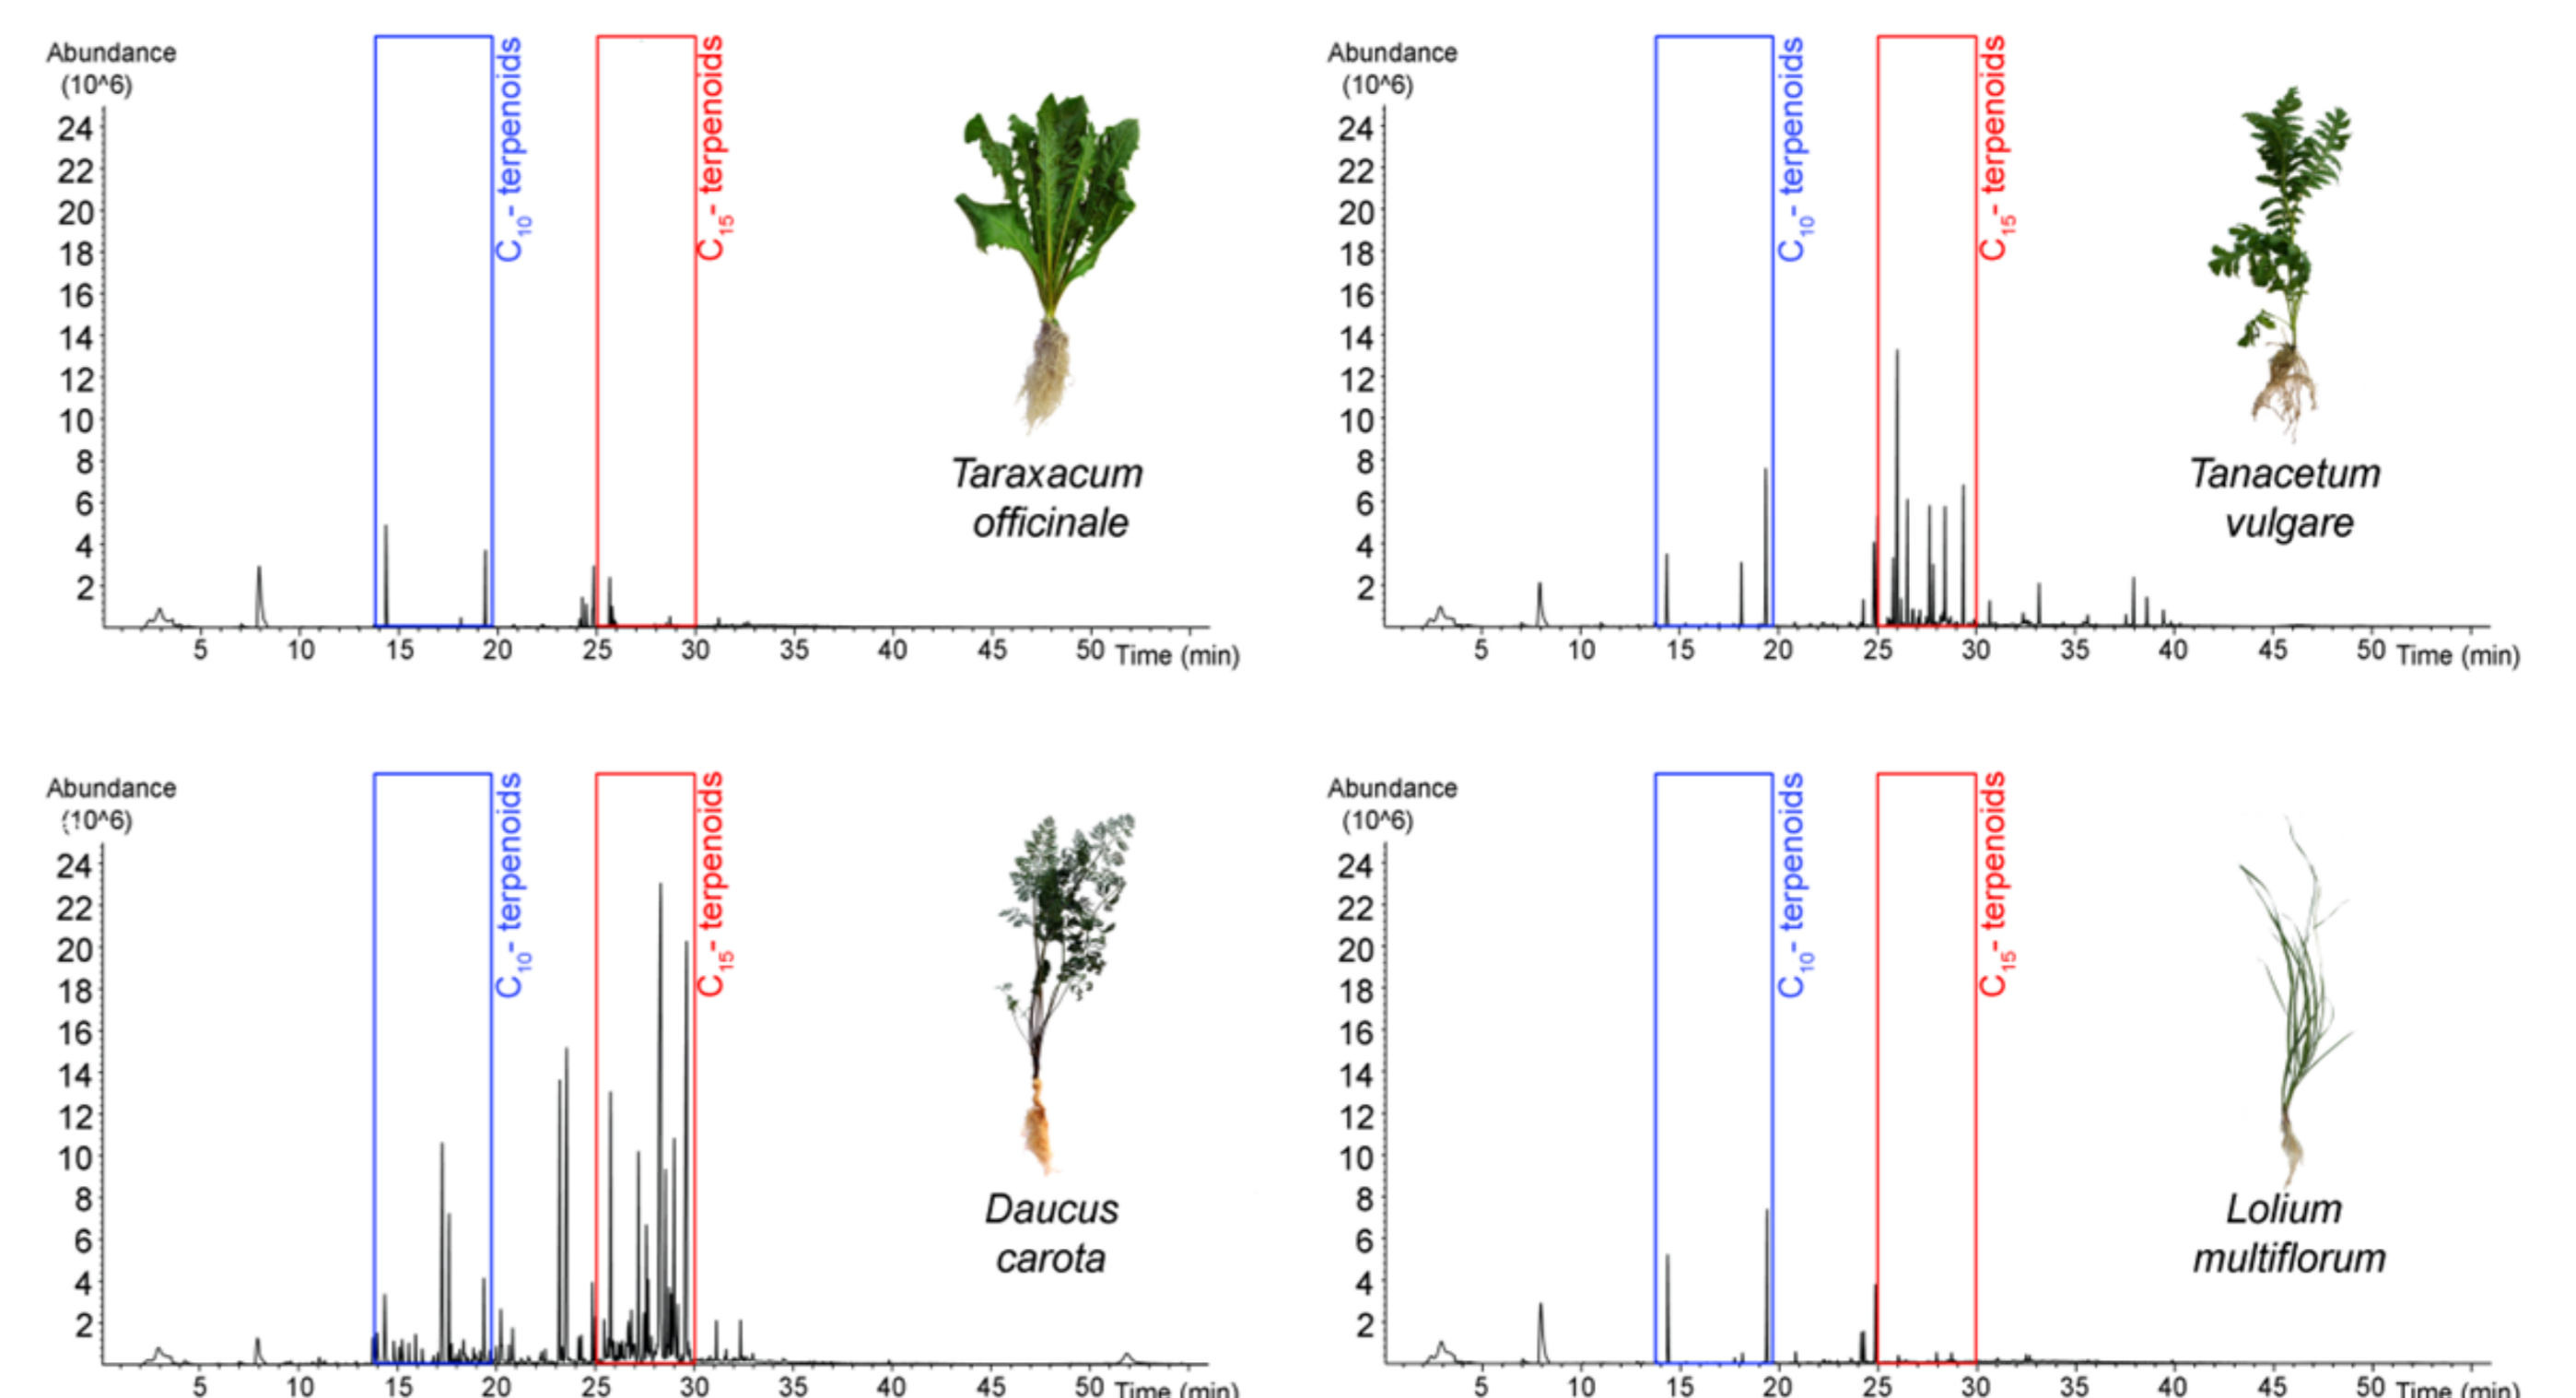 Abundance
(10^6)
C10- terpenoids
C15- terpenoids
24
22
20
18
16
14
12
10
8
6
4
2
Taraxacum
officinale
5 10 15 20 25 30 35 40 45 50 Time (min)
Abundance
(10^6)
C10- terpenoids
C15- terpenoids
24
22
20
18
16
14
12
10
8
6
4
2
Tanacetum
vulgare
5 10 15 20 25 30 35 40 45 50 Time (min)
Abundance
(10^6)
C10- terpenoids
C15- terpenoids
24
22
20
18
16
14
12
10
8
6
4
2
Daucus
carota
5 10 15 20 25 30 35 40 45 50 Time (min)
Abundance
(10^6)
C10- terpenoids
C15- terpenoids
24
22
20
18
16
14
12
10
8
6
4
2
Lolium
multiflorum
5 10 15 20 25 30 35 40 45 50 Time (min)